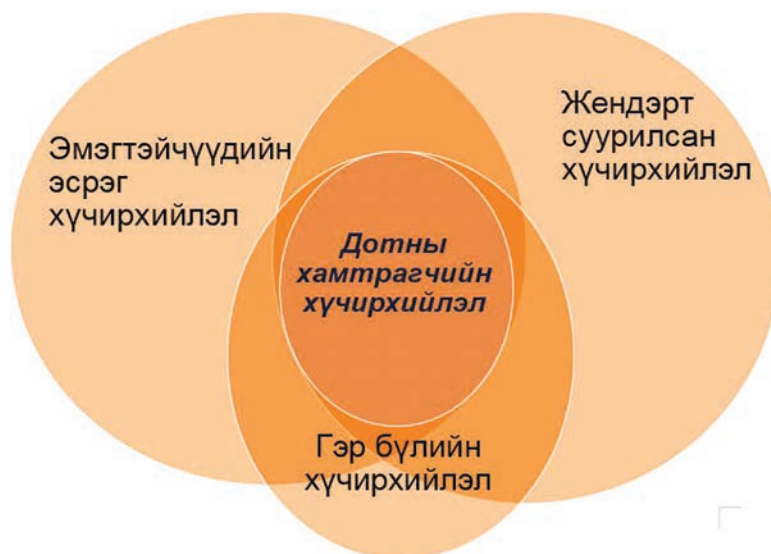 Эмэгтэйчүүдийн
эсрэг
хүчирхийлэл
Жендэрт
суурилсан
хүчирхийлэл
Дотны
хамтрагчийн
хүчирхийлэл
Гэр бүлийн
хүчирхийлэл